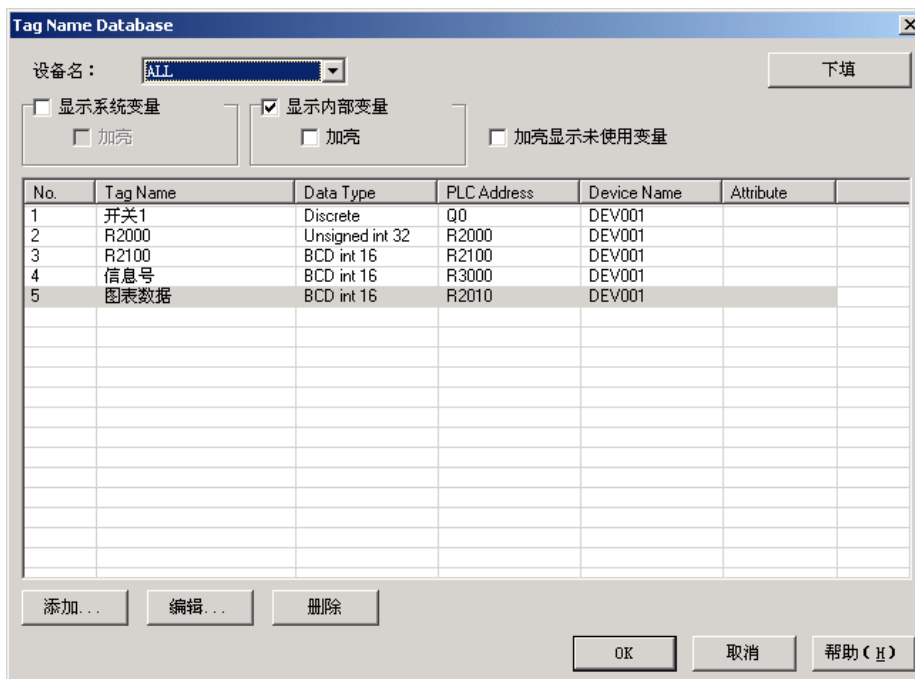 Tag Name Database
设备名： ALL 下填
显示系统变量 显示内部变量
加亮 加亮 加亮显示未使用变量
No. Tag Name Data Type PLC Address Device Name Attribute
1 开关1 Discrete Q0 DEV001
2 R2000 Unsigned int 32 R2000 DEV001
3 R2100 BCD int 16 R2100 DEV001
4 信息号 BCD int 16 R3000 DEV001
5 图表数据 BCD int 16 R2010 DEV001
添加... 编辑... 删除
OK 取消 帮助(H)